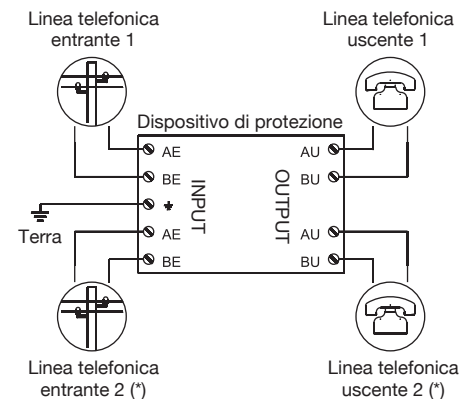 Linea telefonica
entrante 1
Linea telefonica
uscente 1
Dispositivo di protezione
AE
AU
BE
BU
INPUT
OUTPUT
Terra
AE
AU
BE
BU
Linea telefonica
entrante 2 (*)
Linea telefonica
uscente 2 (*)